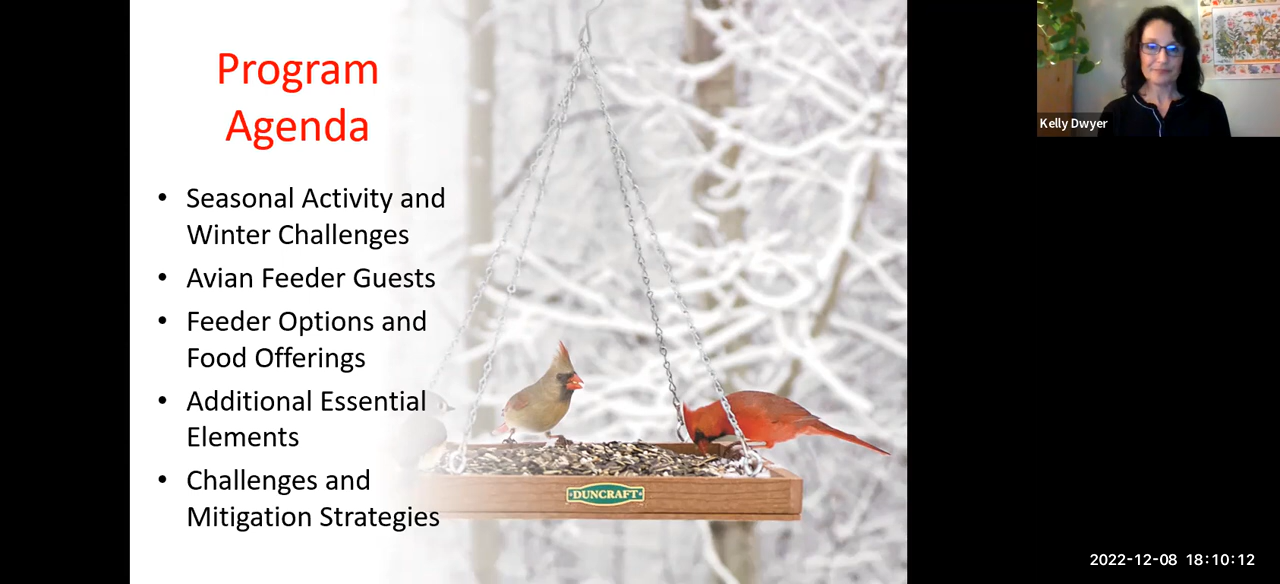 Program
Agenda
• Seasonal Activity and
Winter Challenges
• Avian Feeder Guests
• Feeder Options and
Food Offerings
• Additional Essential
Elements
• Challenges and
Mitigation Strategies
DUNCRAFT
Kelly Dwyer
2022-12-08 18:10:12